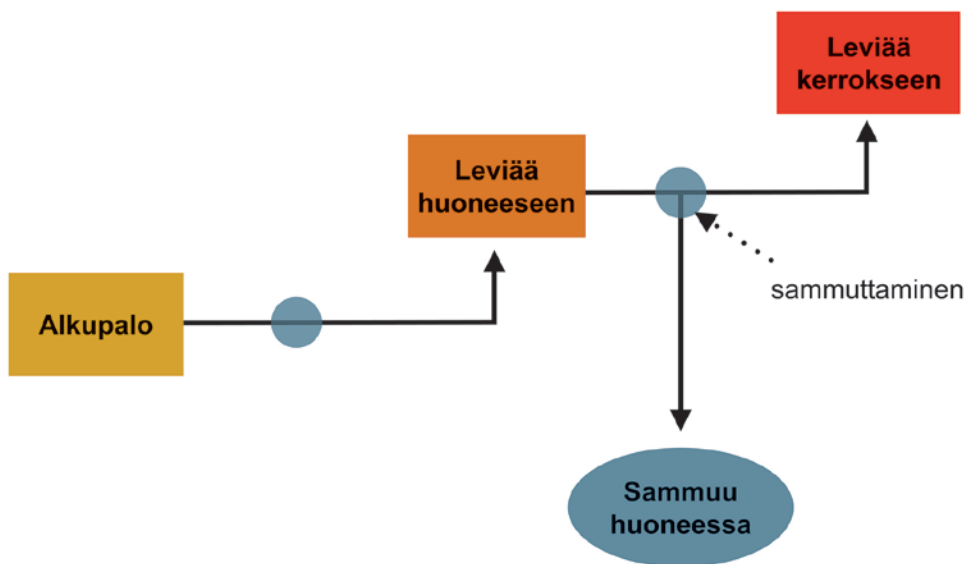 Leviää
kerrokseen
Leviää
huoneeseen
sammuttaminen
Alkupalo
Sammuu
huoneessa